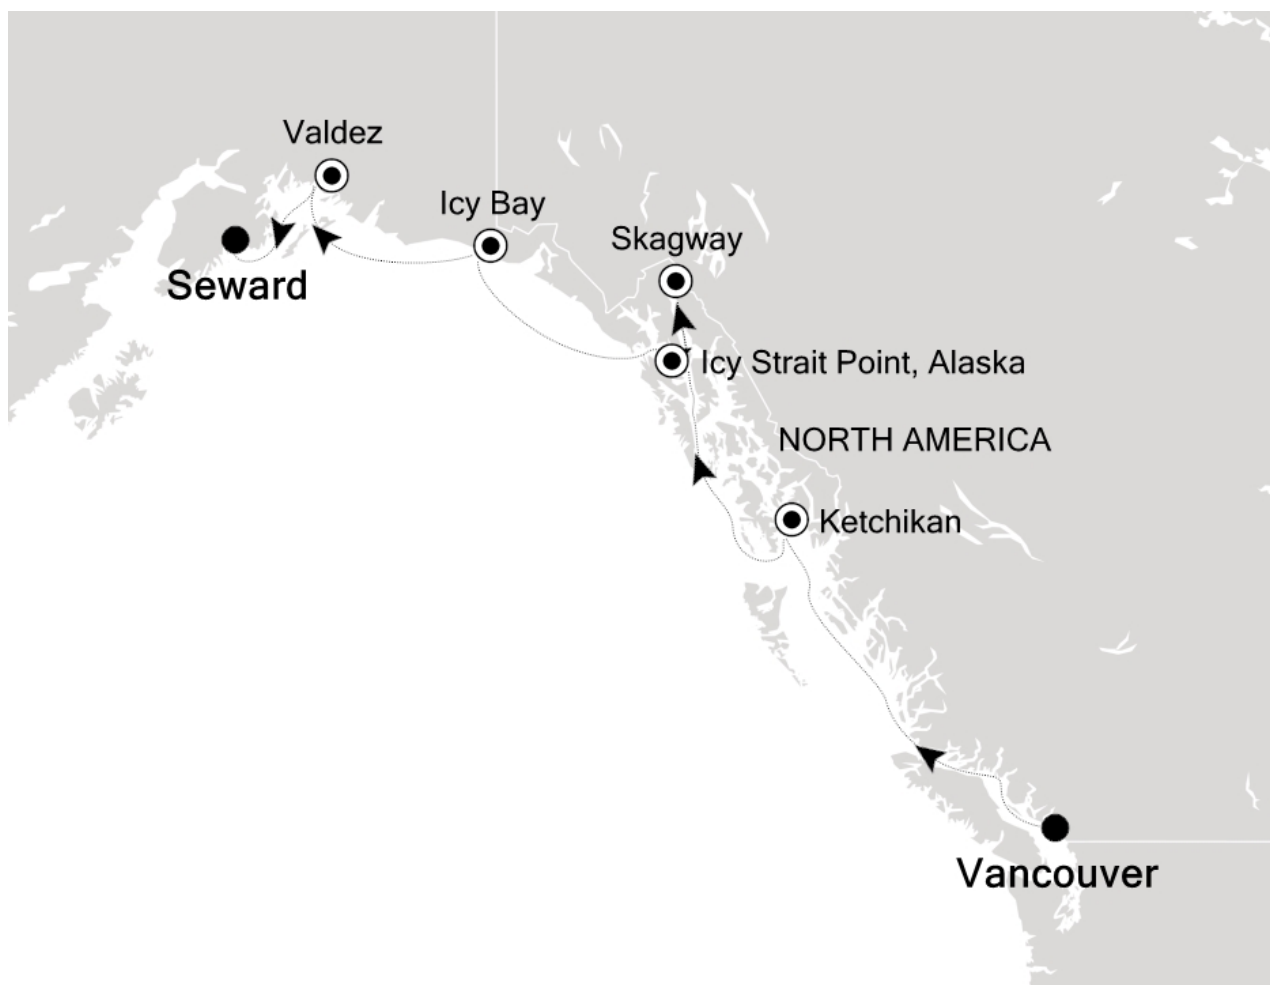 Valdez
Icy Bay
Skagway
Seward
Icy Strait Point, Alaska
NORTH AMERICA
Ketchikan
Vancouver